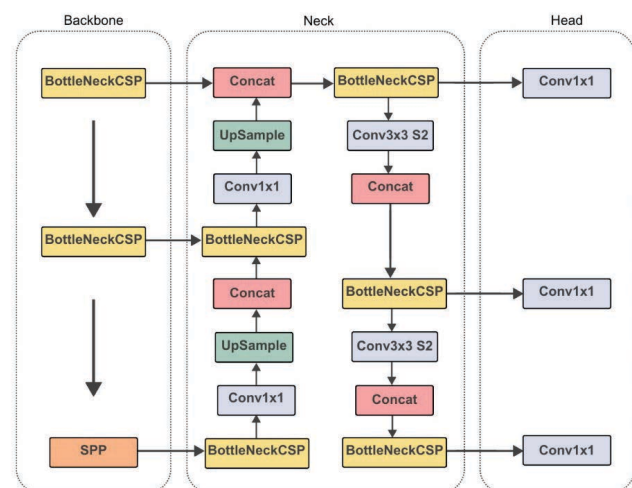 Backbone
Neck
Head
BottleNeckCSP
Concat
BottleNeckCSP
Conv1x1
UpSample
Conv3x3 S2
Conv1x1
Concat
BottleNeckCSP
BottleNeckCSP
Concat
BottleNeckCSP
Conv1x1
UpSample
Conv3x3 S2
Conv1x1
Concat
SPP
BottleNeckCSP
BottleNeckCSP
Conv1x1